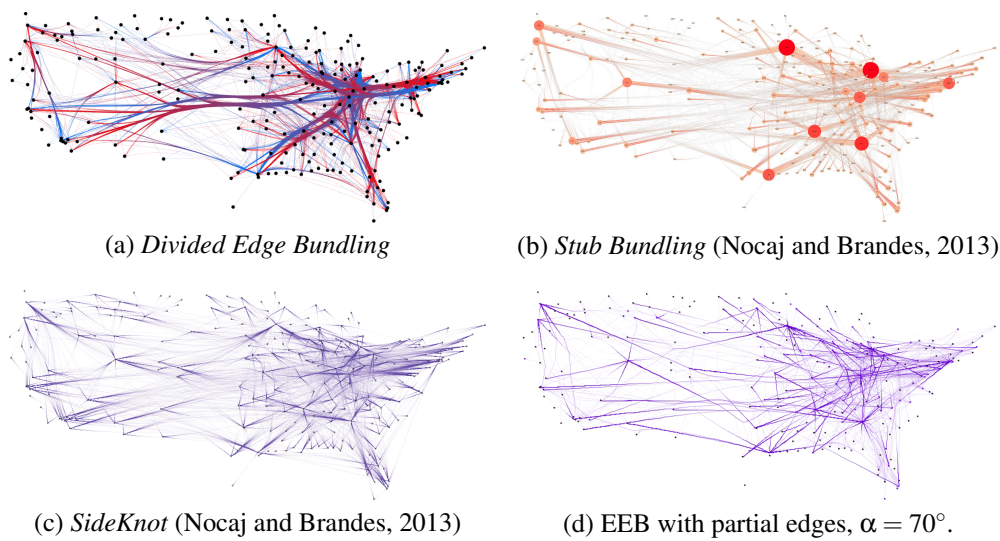 (a) Divided Edge Bundling
(b) Stub Bundling (Nocaj and Brandes, 2013)
(c) SideKnot (Nocaj and Brandes, 2013)
(d) EEB with partial edges, α = 70°.